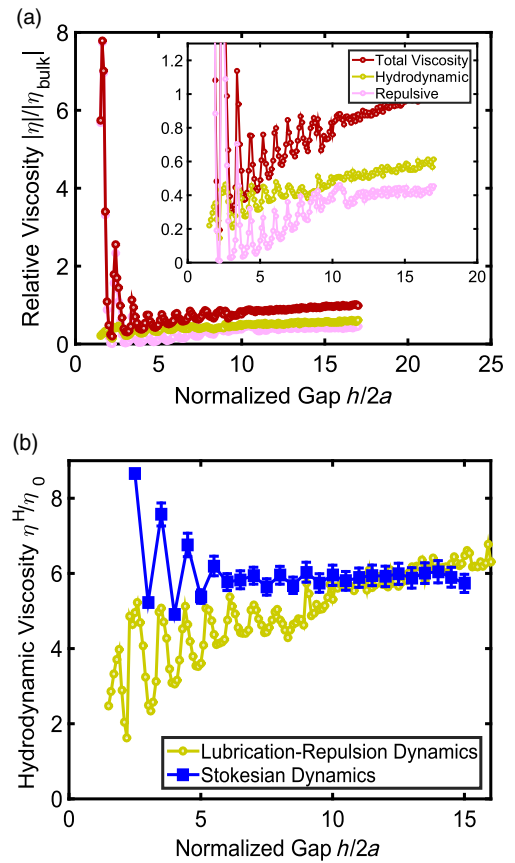 (a)
Relative Viscosity |η|/|η_bulk|
8
6
4
2
0
0 5 10 15 20 25
Normalized Gap h/2a
1.2
1
0.8
0.6
0.4
0.2
0
0 5 10 15 20
Total Viscosity
Hydrodynamic
Repulsive
(b)
Hydrodynamic Viscosity η^H/η_0
8
6
4
2
0
0 5 10 15
Normalized Gap h/2a
Lubrication-Repulsion Dynamics
Stokesian Dynamics